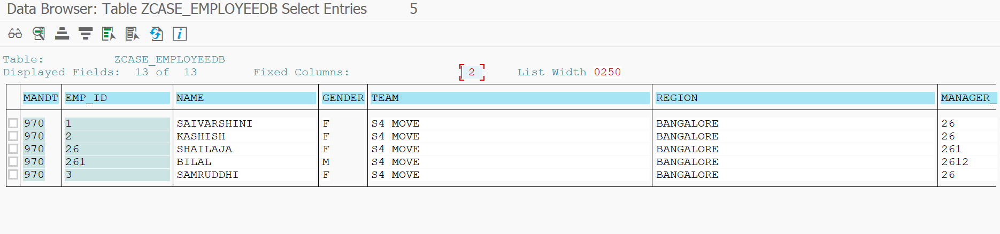 Data Browser: Table ZCASE_EMPLOYEEDB Select Entries 5
Table: ZCASE_EMPLOYEEDB
Displayed Fields: 13 of 13 Fixed Columns: 2 List Width 0250
MANDT EMP_ID NAME GENDER TEAM REGION MANAGER_
970 1 SAIVARSHINI F S4 MOVE BANGALORE 26
970 2 KASHISH F S4 MOVE BANGALORE 26
970 26 SHAILAJA F S4 MOVE BANGALORE 261
970 261 BILAL M S4 MOVE BANGALORE 2612
970 3 SAMRUDDHI F S4 MOVE BANGALORE 26